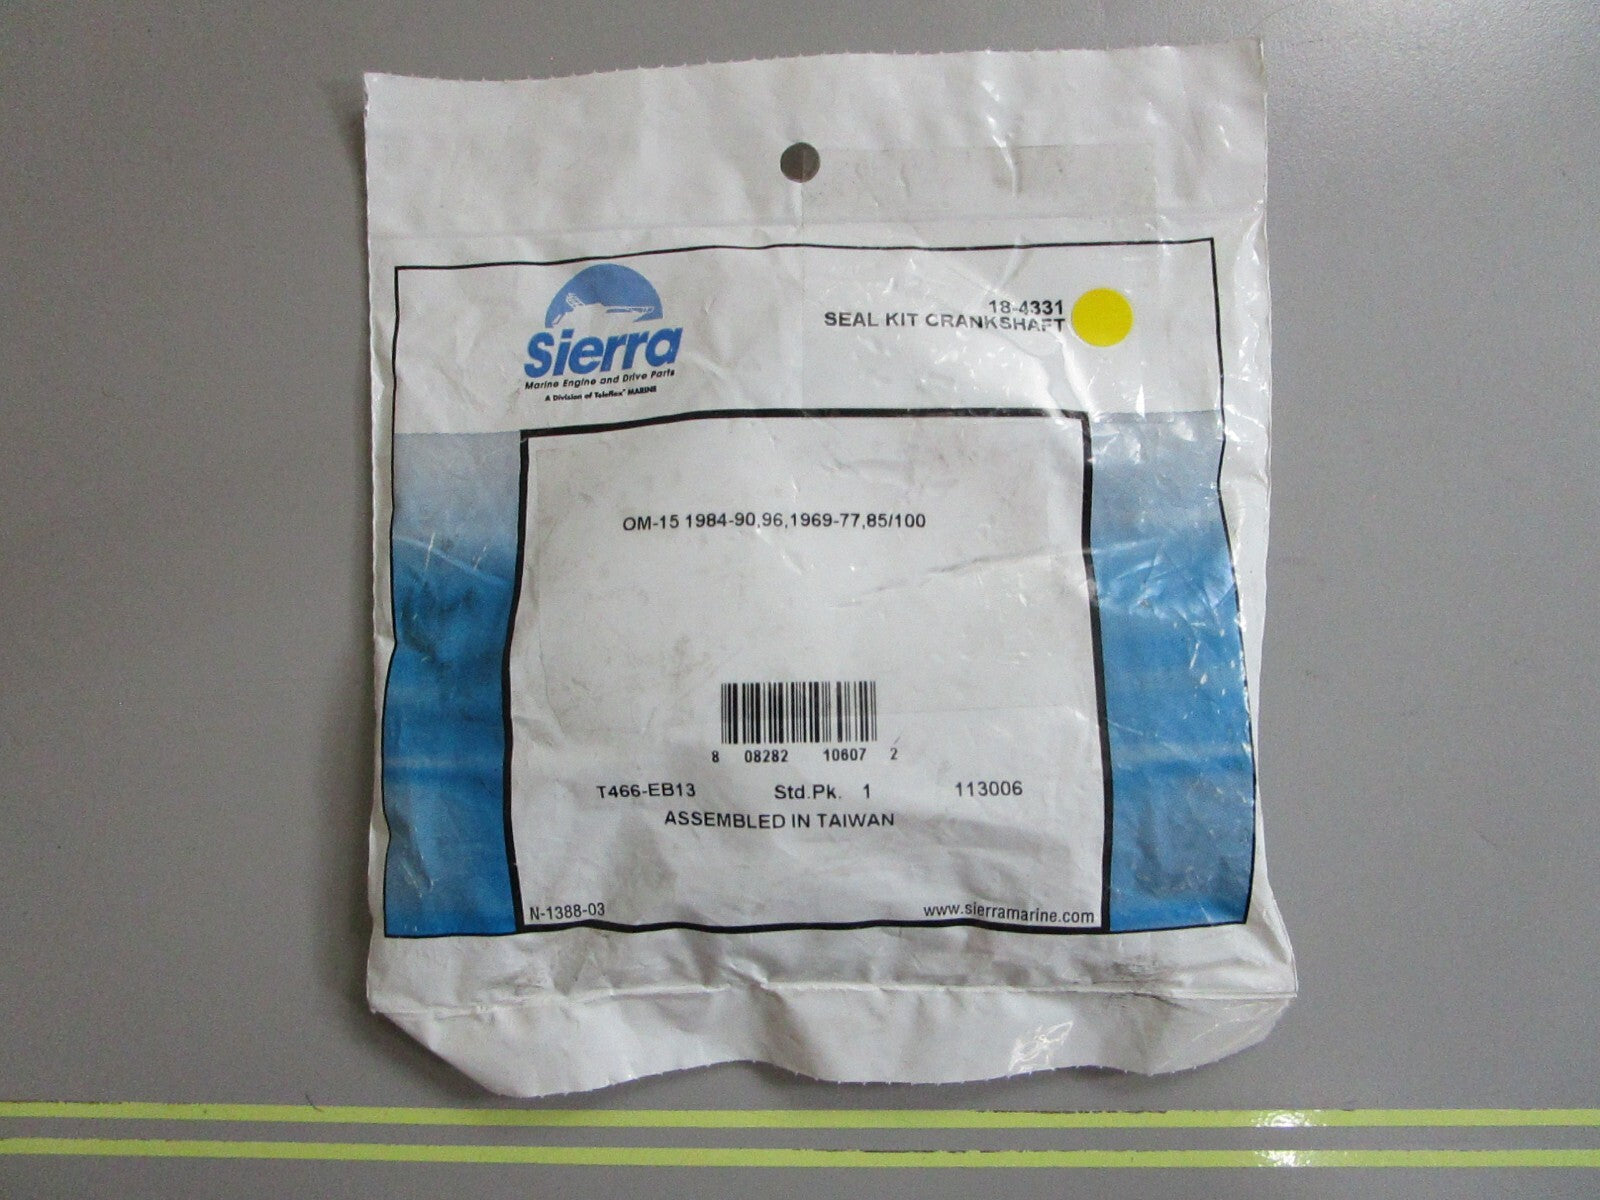 Sierra
Marine Engine and Drive Parts
A Division of Teleflex™ MARINE
18-4331
SEAL KIT CRANKSHAFT
OM-15 1984-90,96,1969-77,85/100
8 08282 10607 2
T466-EB13 Std.Pk. 1 113006
ASSEMBLED IN TAIWAN
N-1388-03 www.sierramarine.com